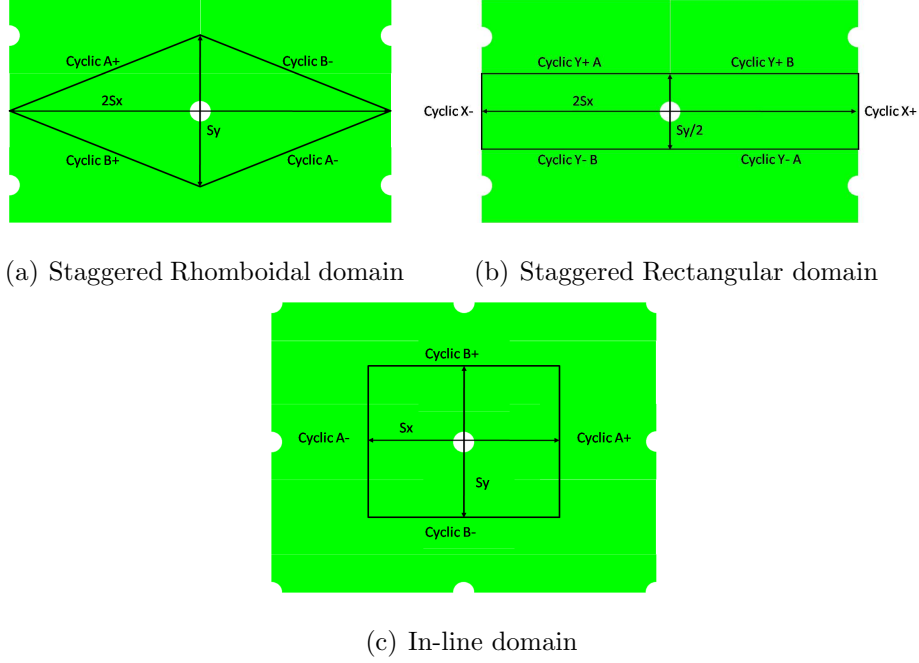 Cyclic A+
Cyclic B-
2Sx
Sy
Cyclic B+
Cyclic A-
(a) Staggered Rhomboidal domain
Cyclic Y+ A
Cyclic Y+ B
Cyclic X-
2Sx
Cyclic X+
Sy/2
Cyclic Y- B
Cyclic Y- A
(b) Staggered Rectangular domain
Cyclic B+
Cyclic A-
Sx
Cyclic A+
Sy
Cyclic B-
(c) In-line domain